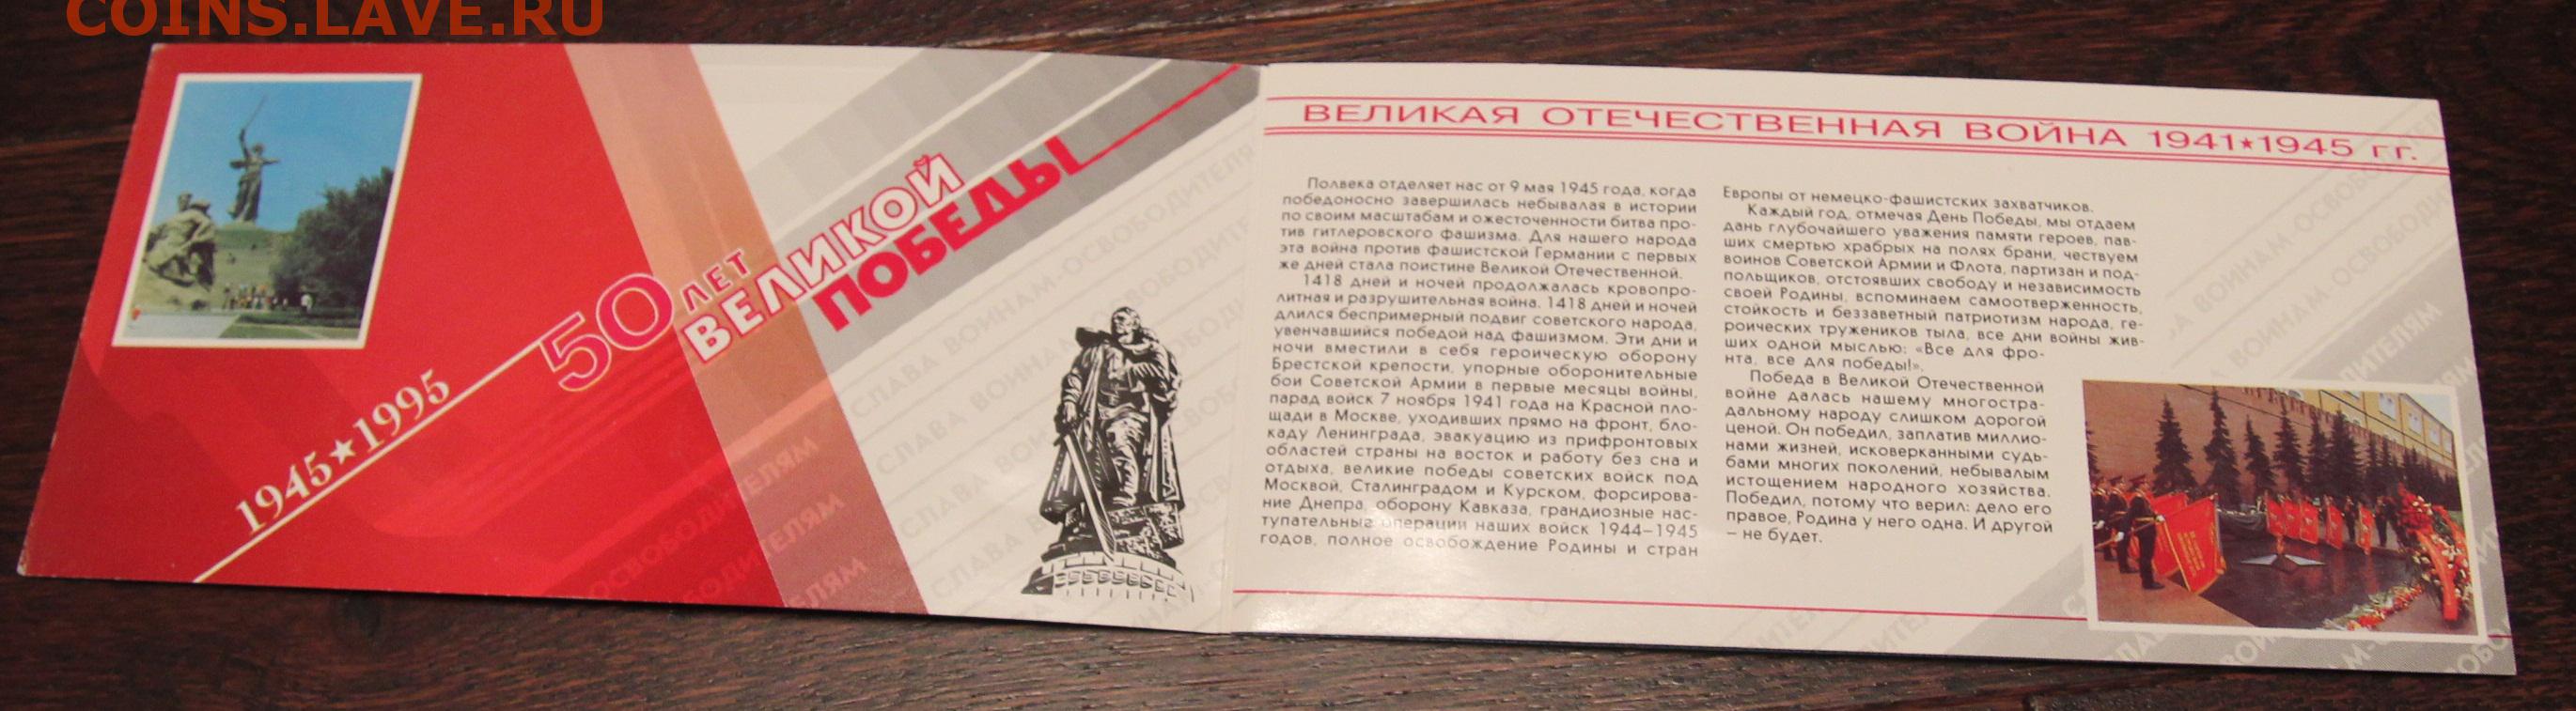 COINS.LAVE.RU
1945★1995
50 ЛЕТ
ВЕЛИКОЙ
ПОБЕДЫ
ВЕЛИКАЯ ОТЕЧЕСТВЕННАЯ ВОЙНА 1941★1945 гг.
Полвека отделяет нас от 9 мая 1945 года, когда
победоносно завершилась небывалая в истории
по своим масштабам и ожесточенности битва про-
тив гитлеровского фашизма. Для нашего народа
эта война против фашистской Германии с первых
же дней стала поистине Великой Отечественной.
1418 дней и ночей продолжалась кровопро-
литная и разрушительная война. 1418 дней и ночей
длился беспримерный подвиг советского народа,
увенчавшийся победой над фашизмом. Эти дни и
ночи вместили в себя героическую оборону
Брестской крепости, упорные оборонительные
бои Советской Армии в первые месяцы войны,
парад войск 7 ноября 1941 года на Красной пло-
щади в Москве, уходивших прямо на фронт, бло-
каду Ленинграда, эвакуацию из прифронтовых
областей страны на восток и работу без сна и
отдыха, великие победы советских войск под
Москвой, Сталинградом и Курском, форсирова-
ние Днепра, оборону Кавказа, грандиозные нас-
тупательные операции наших войск 1944–1945
годов, полное освобождение Родины и стран
Европы от немецко-фашистских захватчиков.
Каждый год, отмечая День Победы, мы отдаем
дань глубочайшего уважения памяти героев, пав-
ших смертью храбрых на полях брани, чествуем
воинов Советской Армии и Флота, партизан и под-
польщиков, отстоявших свободу и независимость
своей Родины, вспоминаем самоотверженность,
стойкость и беззаветный патриотизм народа, ге-
роических тружеников тыла, все дни войны жив-
ших одной мыслью: «Все для фро-
нта, все для победы!».
Победа в Великой Отечественной
войне далась нашему многостра-
дальному народу слишком дорогой
ценой. Он победил, заплатив миллио-
нами жизней, исковерканными судь-
бами многих поколений, небывалым
истощением народного хозяйства.
Победил, потому что верил: дело его
правое, Родина у него одна. И другой
– не будет.
СЛАВА ВОИНАМ-ОСВОБОДИТЕЛЯМ